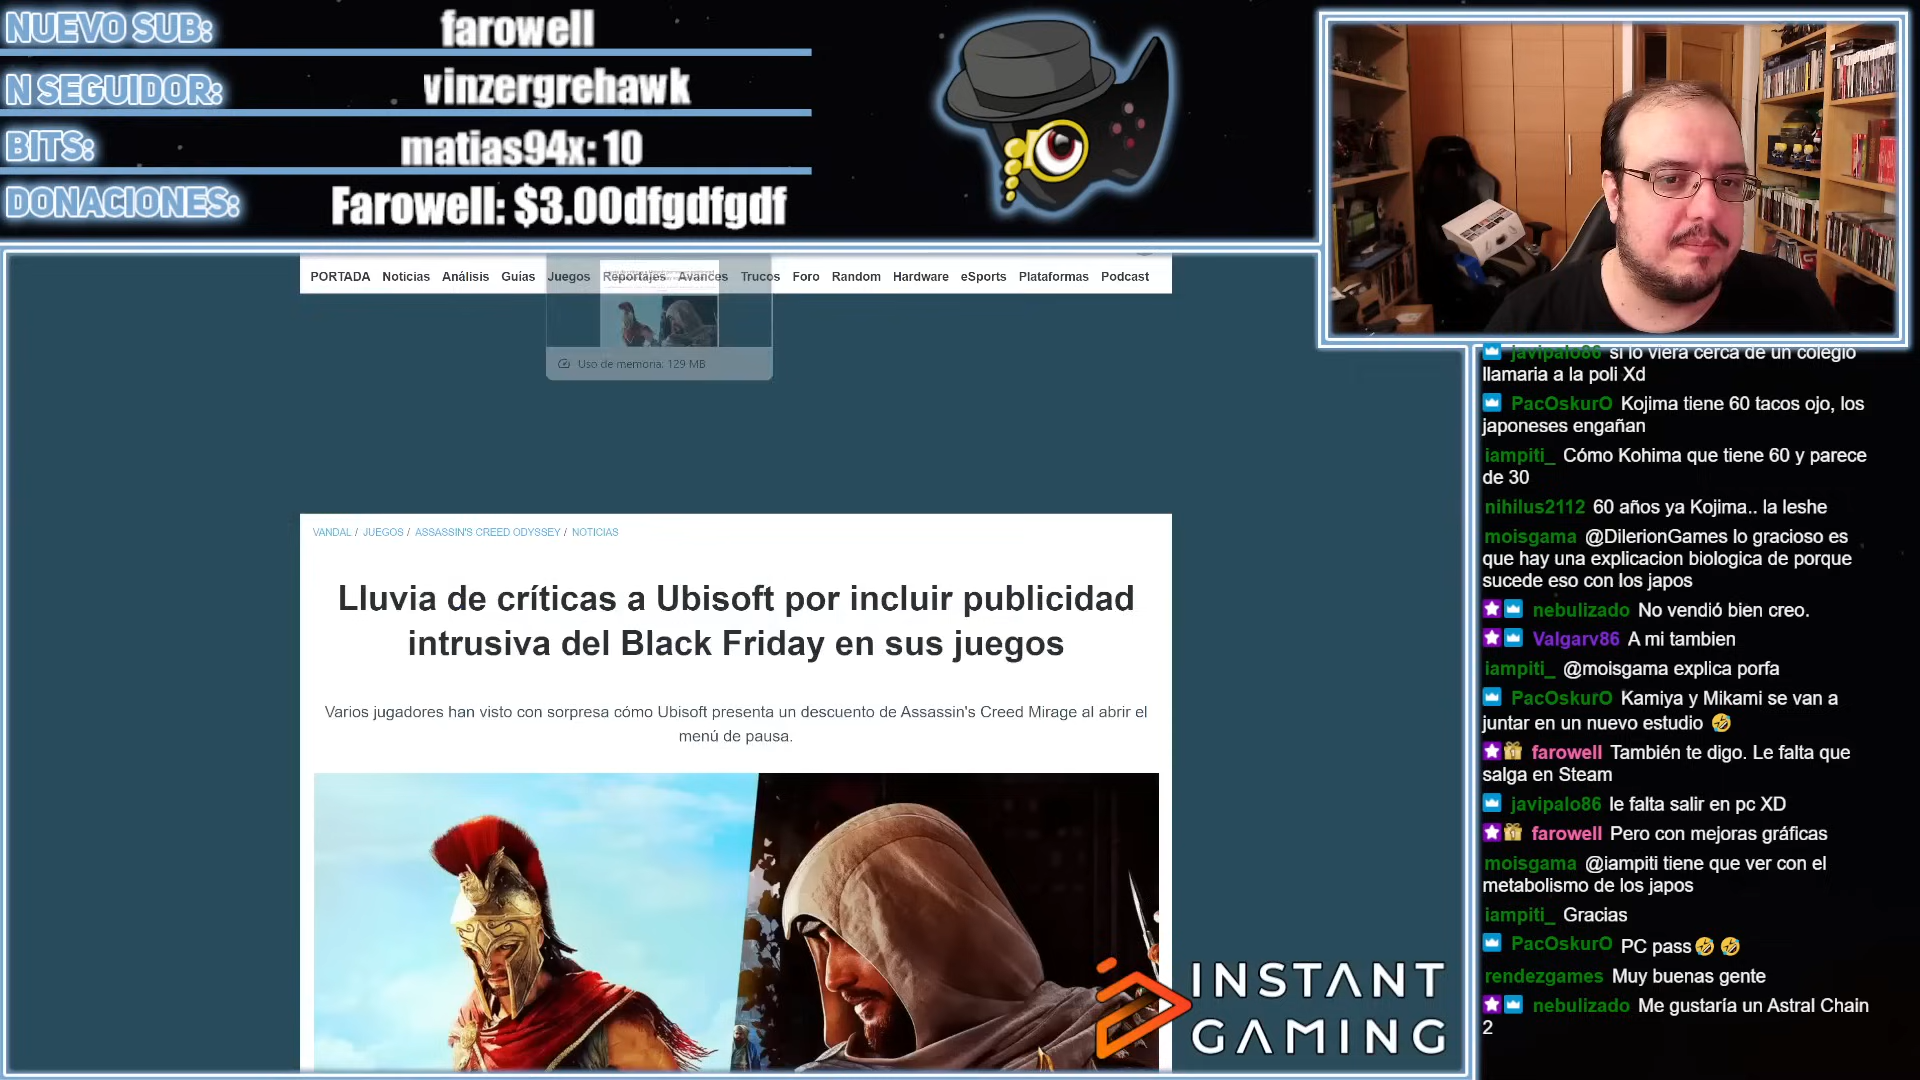 NUEVO SUB:
farowell
N SEGUIDOR:
vinzergrehawk
BITS:
matias94x: 10
DONACIONES:
Farowell: $3.00dfgdfgdf
PORTADA Noticias Análisis Guías Juegos Reportajes Avances Trucos Foro Random Hardware eSports Plataformas Podcast
Uso de memoria: 129 MB
VANDAL / JUEGOS / ASSASSIN'S CREED ODYSSEY / NOTICIAS
Lluvia de críticas a Ubisoft por incluir publicidad
intrusiva del Black Friday en sus juegos
Varios jugadores han visto con sorpresa cómo Ubisoft presenta un descuento de Assassin's Creed Mirage al abrir el
menú de pausa.
INSTANT
GAMING
javipalo86 si lo viera cerca de un colegio
llamaria a la poli Xd
PacOskurO Kojima tiene 60 tacos ojo, los
japoneses engañan
iampiti_ Cómo Kohima que tiene 60 y parece
de 30
nihilus2112 60 años ya Kojima.. la leshe
moisgama @DilerionGames lo gracioso es
que hay una explicacion biologica de porque
sucede eso con los japos
nebulizado No vendió bien creo.
Valgarv86 A mi tambien
iampiti_ @moisgama explica porfa
PacOskurO Kamiya y Mikami se van a
juntar en un nuevo estudio 🤣
farowell También te digo. Le falta que
salga en Steam
javipalo86 le falta salir en pc XD
farowell Pero con mejoras gráficas
moisgama @iampiti tiene que ver con el
metabolismo de los japos
iampiti_ Gracias
PacOskurO PC pass🤣 🤣
rendezgames Muy buenas gente
nebulizado Me gustaría un Astral Chain
2